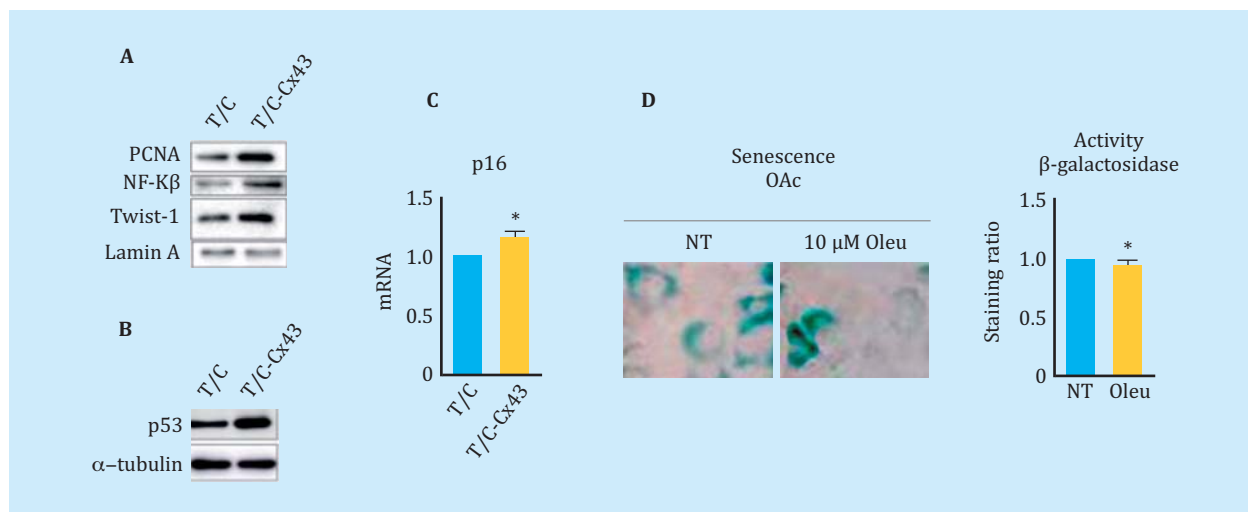 A
T/C
T/C-Cx43
PCNA
NF-Kβ
Twist-1
Lamin A
B
T/C
T/C-Cx43
p53
α–tubulin
C
p16
1.5
*
1.0
mRNA
0.5
0
T/C
T/C-Cx43
D
Senescence
OAc
NT
10 μM Oleu
Activity
β-galactosidase
1.5
*
1.0
Staining ratio
0.5
0
NT
Oleu